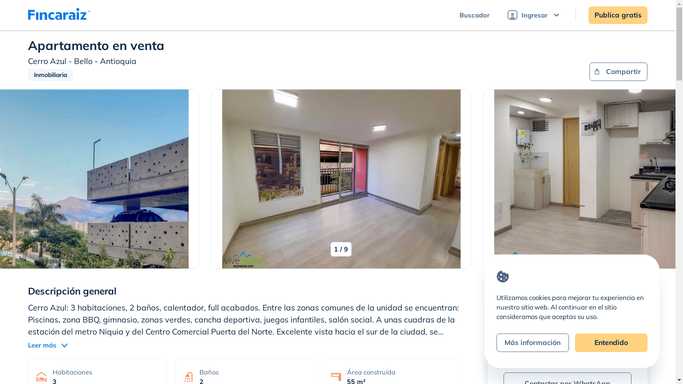 Fincaraiz
Buscador
Ingresar
Publica gratis
Apartamento en venta
Cerro Azul - Bello - Antioquia
Inmobiliaria
Compartir
1 / 9
Descripción general
Cerro Azul: 3 habitaciones, 2 baños, calentador, full acabados. Entre las zonas comunes de la unidad se encuentran:
Piscinas, zona BBQ, gimnasio, zonas verdes, cancha deportiva, juegos infantiles, salón social. A unas cuadras de la
estación del metro Niquia y del Centro Comercial Puerta del Norte. Excelente vista hacia el sur de la ciudad, se...
Leer más
Habitaciones
3
Baños
2
Área construida
55 m²
Utilizamos cookies para mejorar tu experiencia en
nuestro sitio web. Al continuar en el sitio
consideramos que aceptas su uso.
Más información
Entendido
Contactar por WhatsApp